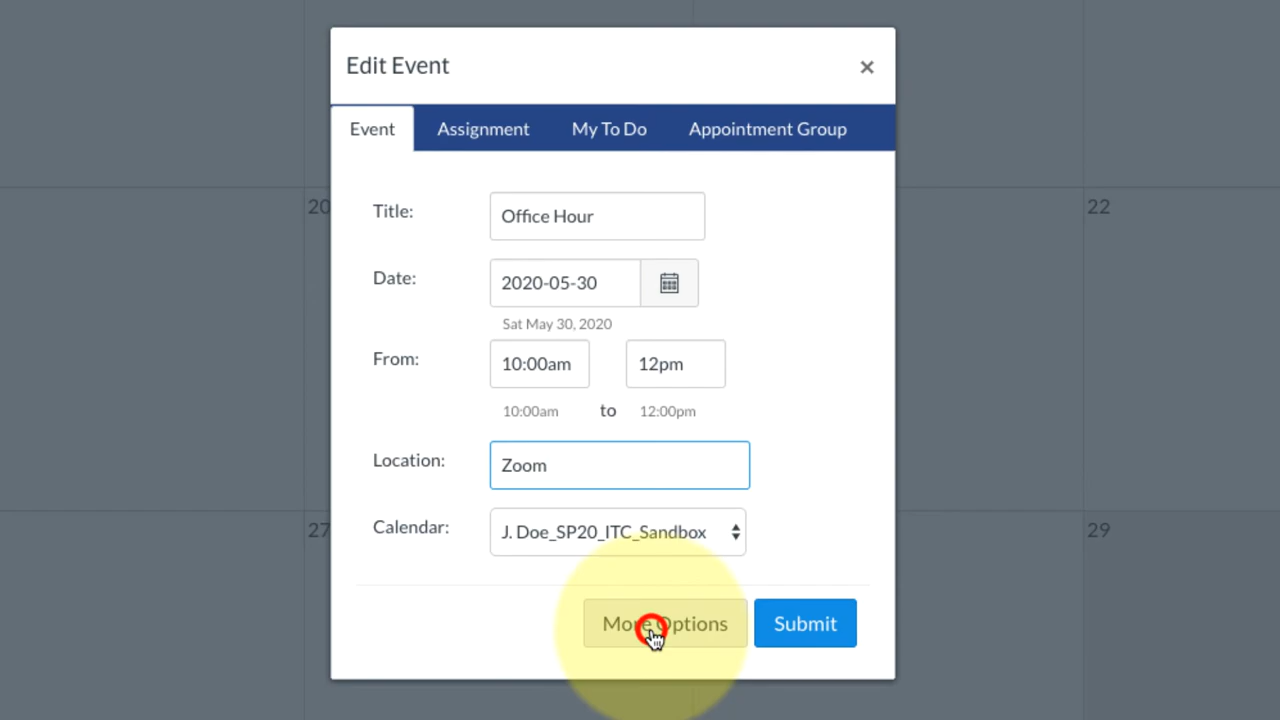 Edit Event ×
Event Assignment My To Do Appointment Group
20 22
Title: Office Hour
Date: 2020-05-30
Sat May 30, 2020
From: 10:00am 12pm
10:00am to 12:00pm
Location: Zoom
27 29
Calendar: J. Doe_SP20_ITC_Sandbox
More Options Submit